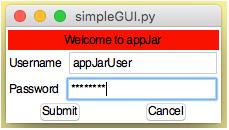 simpleGUI.py
Welcome to appJar
Username appJarUser
Password ********
Submit Cancel